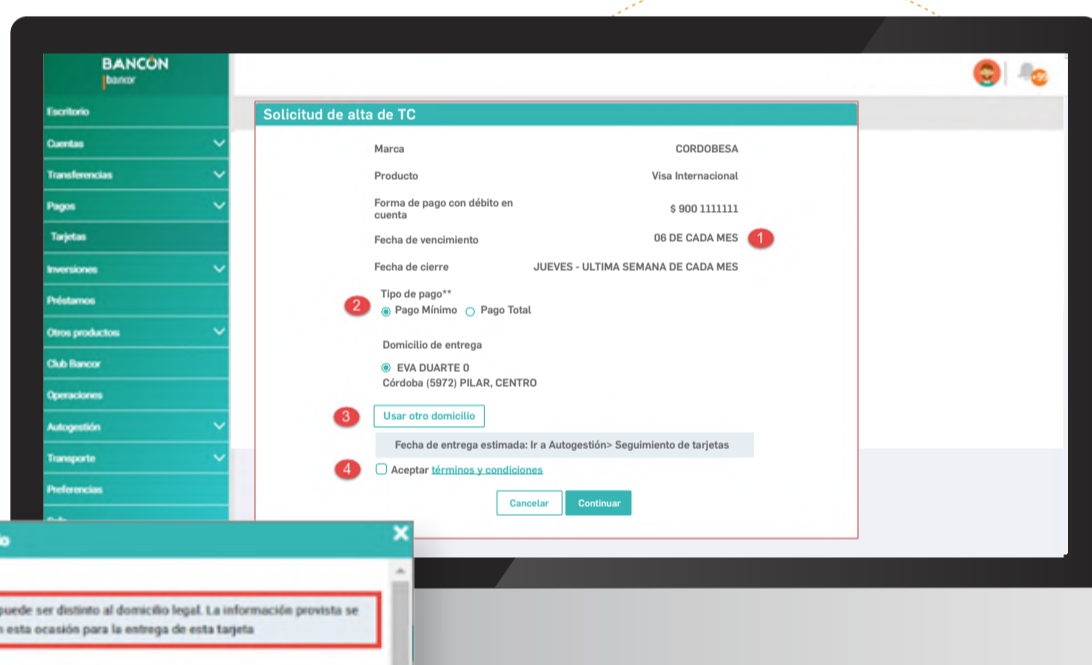 BANCÓN
bancor
Escritorio
Cuentas
Transferencias
Pagos
Tarjetas
Inversiones
Préstamos
Otros productos
Club Bancor
Operaciones
Autogestión
Transporte
Preferencias
Solicitud de alta de TC
Marca CORDOBESA
Producto Visa Internacional
Forma de pago con débito en
cuenta $ 900 1111111
Fecha de vencimiento 06 DE CADA MES 1
Fecha de cierre JUEVES - ULTIMA SEMANA DE CADA MES
Tipo de pago**
2 Pago Mínimo Pago Total
Domicilio de entrega
EVA DUARTE 0
Córdoba (5972) PILAR, CENTRO
3 Usar otro domicilio
Fecha de entrega estimada: Ir a Autogestión> Seguimiento de tarjetas
4 Aceptar términos y condiciones
Cancelar Continuar
puede ser distinto al domicilio legal. La información provista se
esta ocasión para la entrega de esta tarjeta